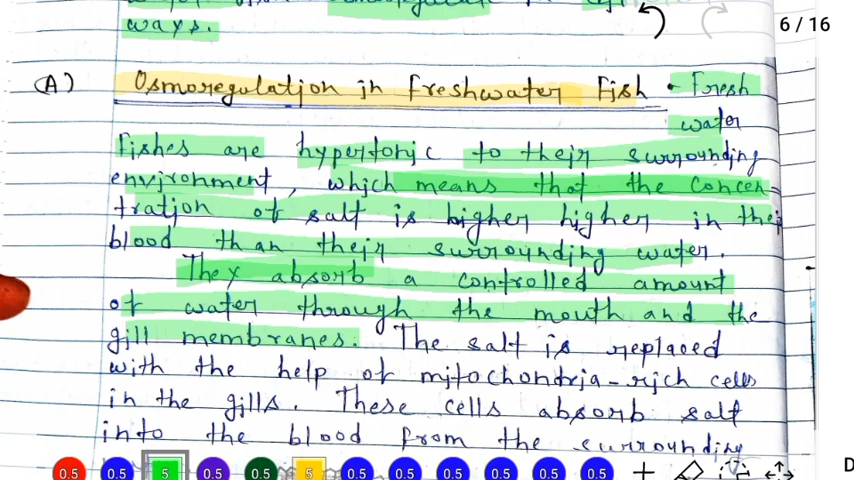 ways.
6 / 16
(A) Osmoregulation in Freshwater Fish • Fresh
water
fishes are hypertonic to their surrounding
environment, which means that the concen-
tration of salt is higher higher in their
blood than their surrounding water.
They absorb a controlled amount
of water through the mouth and the
gill membranes. The salt is replaced
with the help of mitochondria-rich cells
in the gills. These cells absorb salt
into the blood from the surrounding
0.5 0.5 5 0.5 0.5 5 0.5 0.5 0.5 0.5 0.5 0.5
D